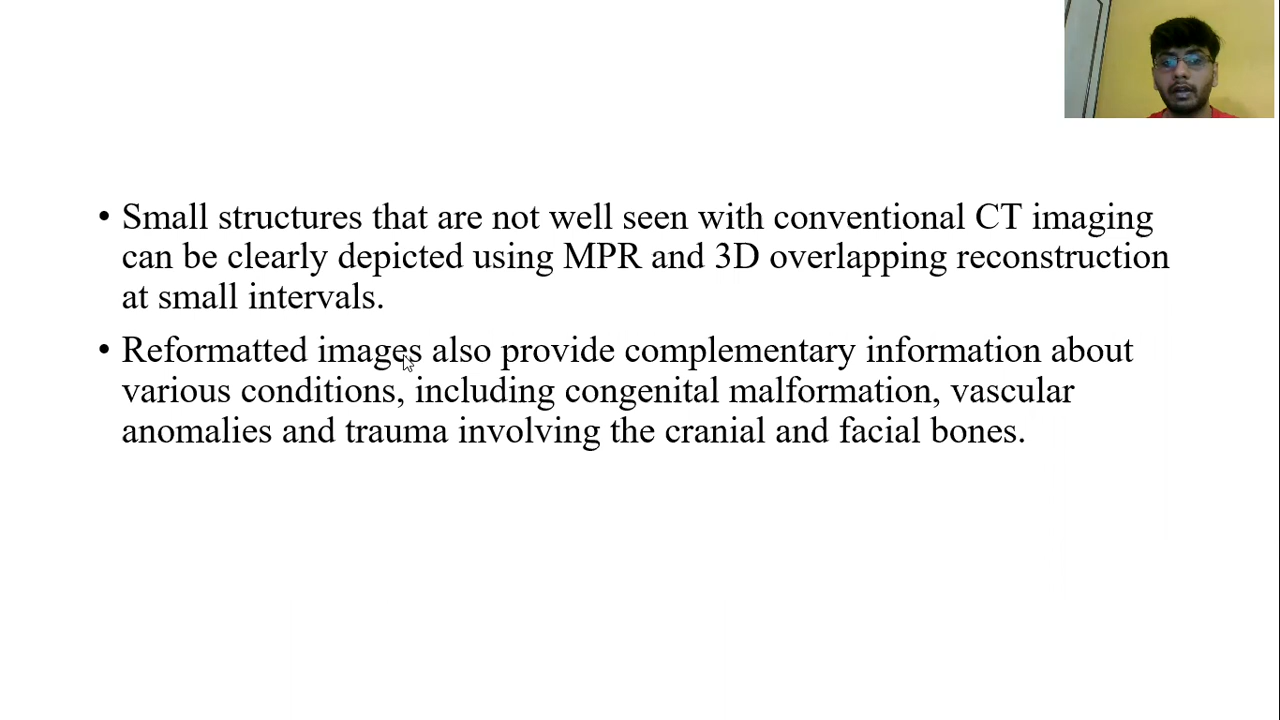 • Small structures that are not well seen with conventional CT imaging
can be clearly depicted using MPR and 3D overlapping reconstruction
at small intervals.
• Reformatted images also provide complementary information about
various conditions, including congenital malformation, vascular
anomalies and trauma involving the cranial and facial bones.